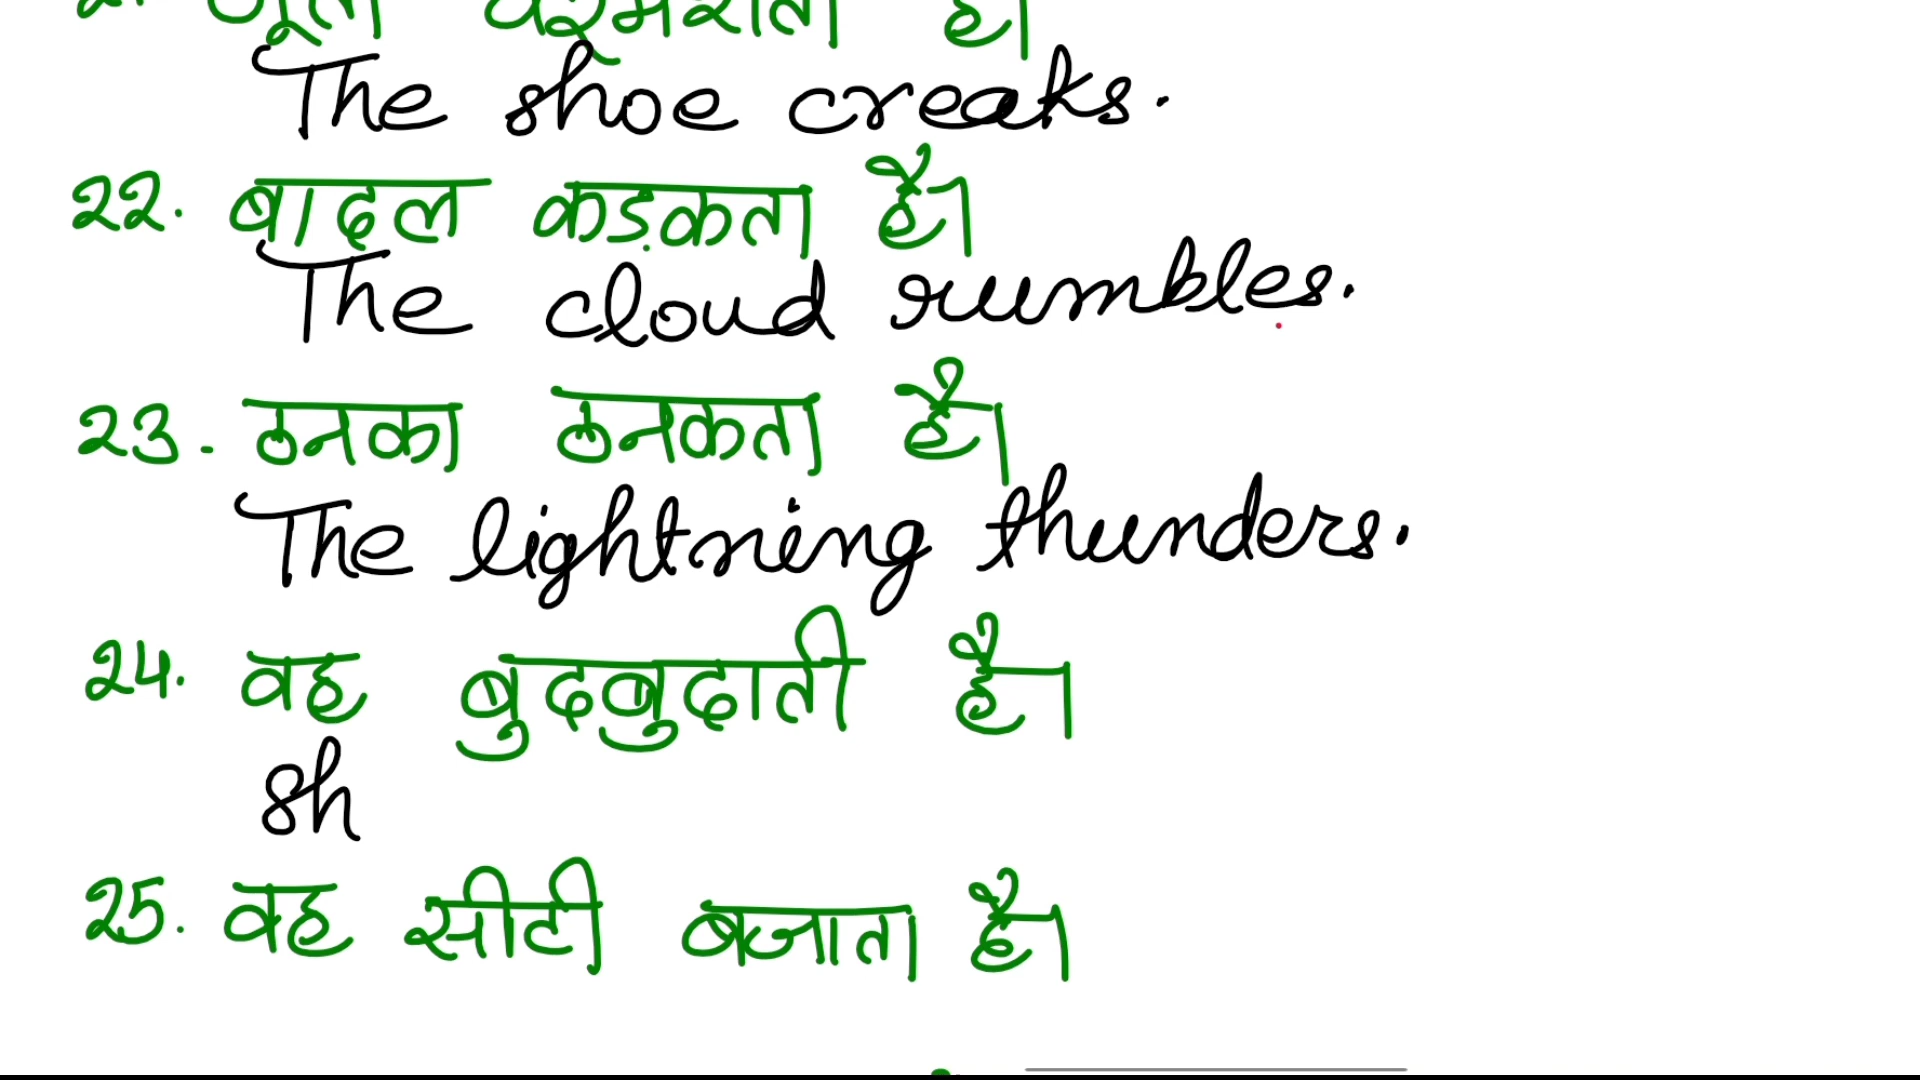 The shoe creaks.
22. बादल कड़कता है।
The cloud rumbles.
23. ठनका ठनकता है।
The lightning thunders.
24. वह बुदबुदाती है।
Sh
25. वह सीटी बजाता है।